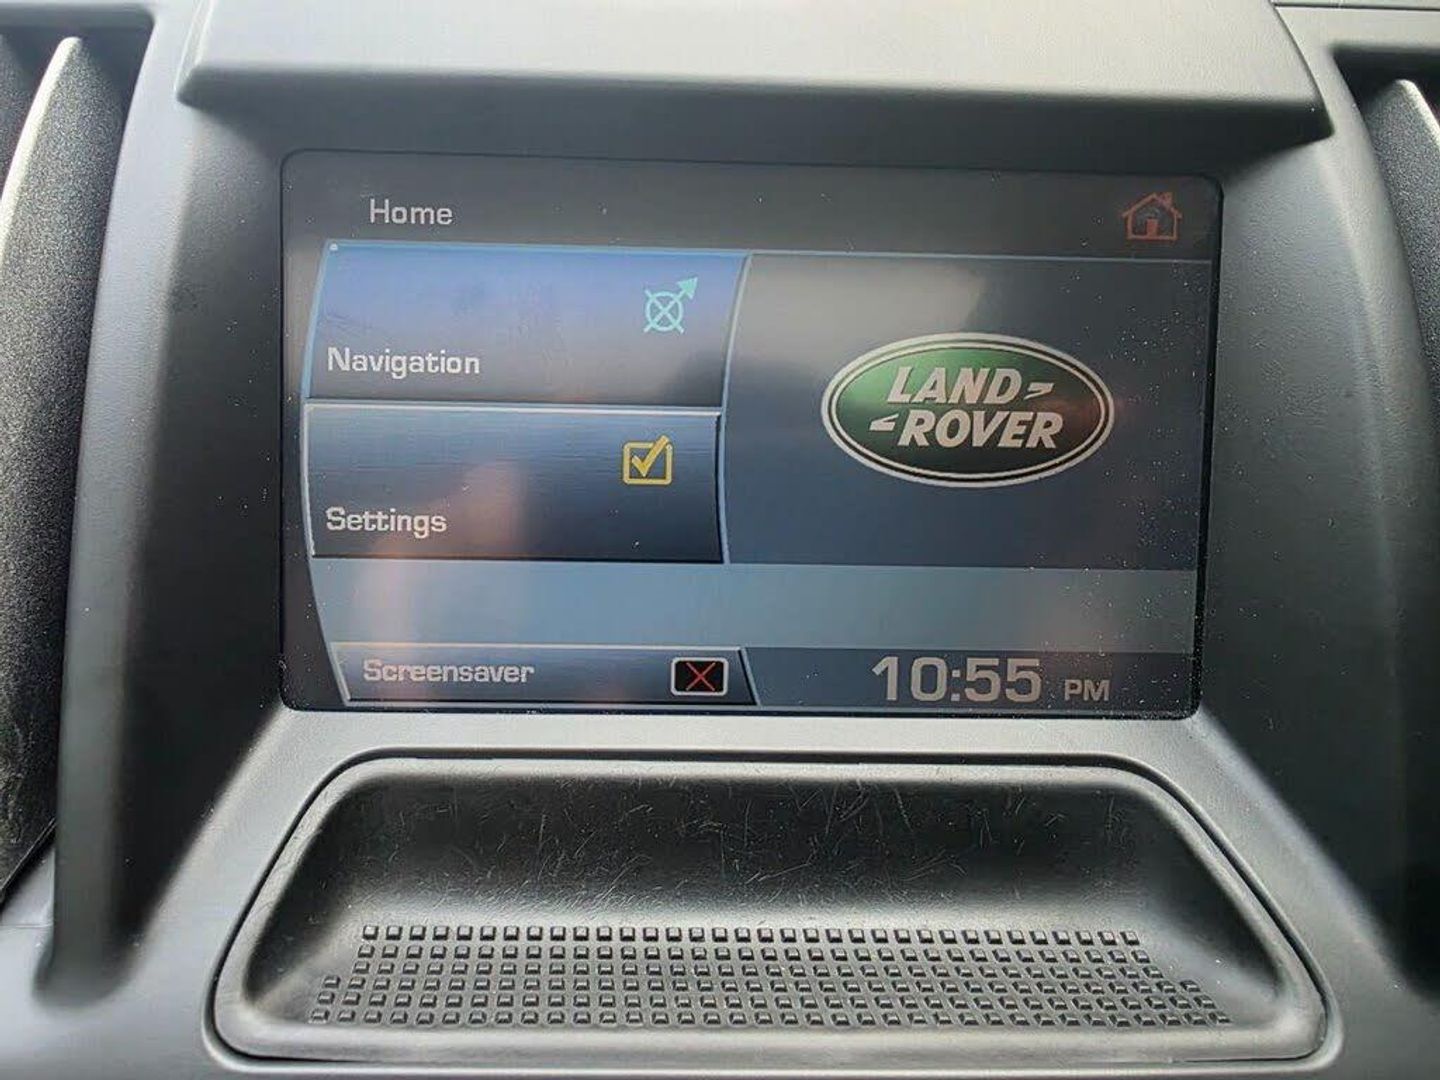 Home
Navigation
LAND
ROVER
Settings
Screensaver
10:55 PM